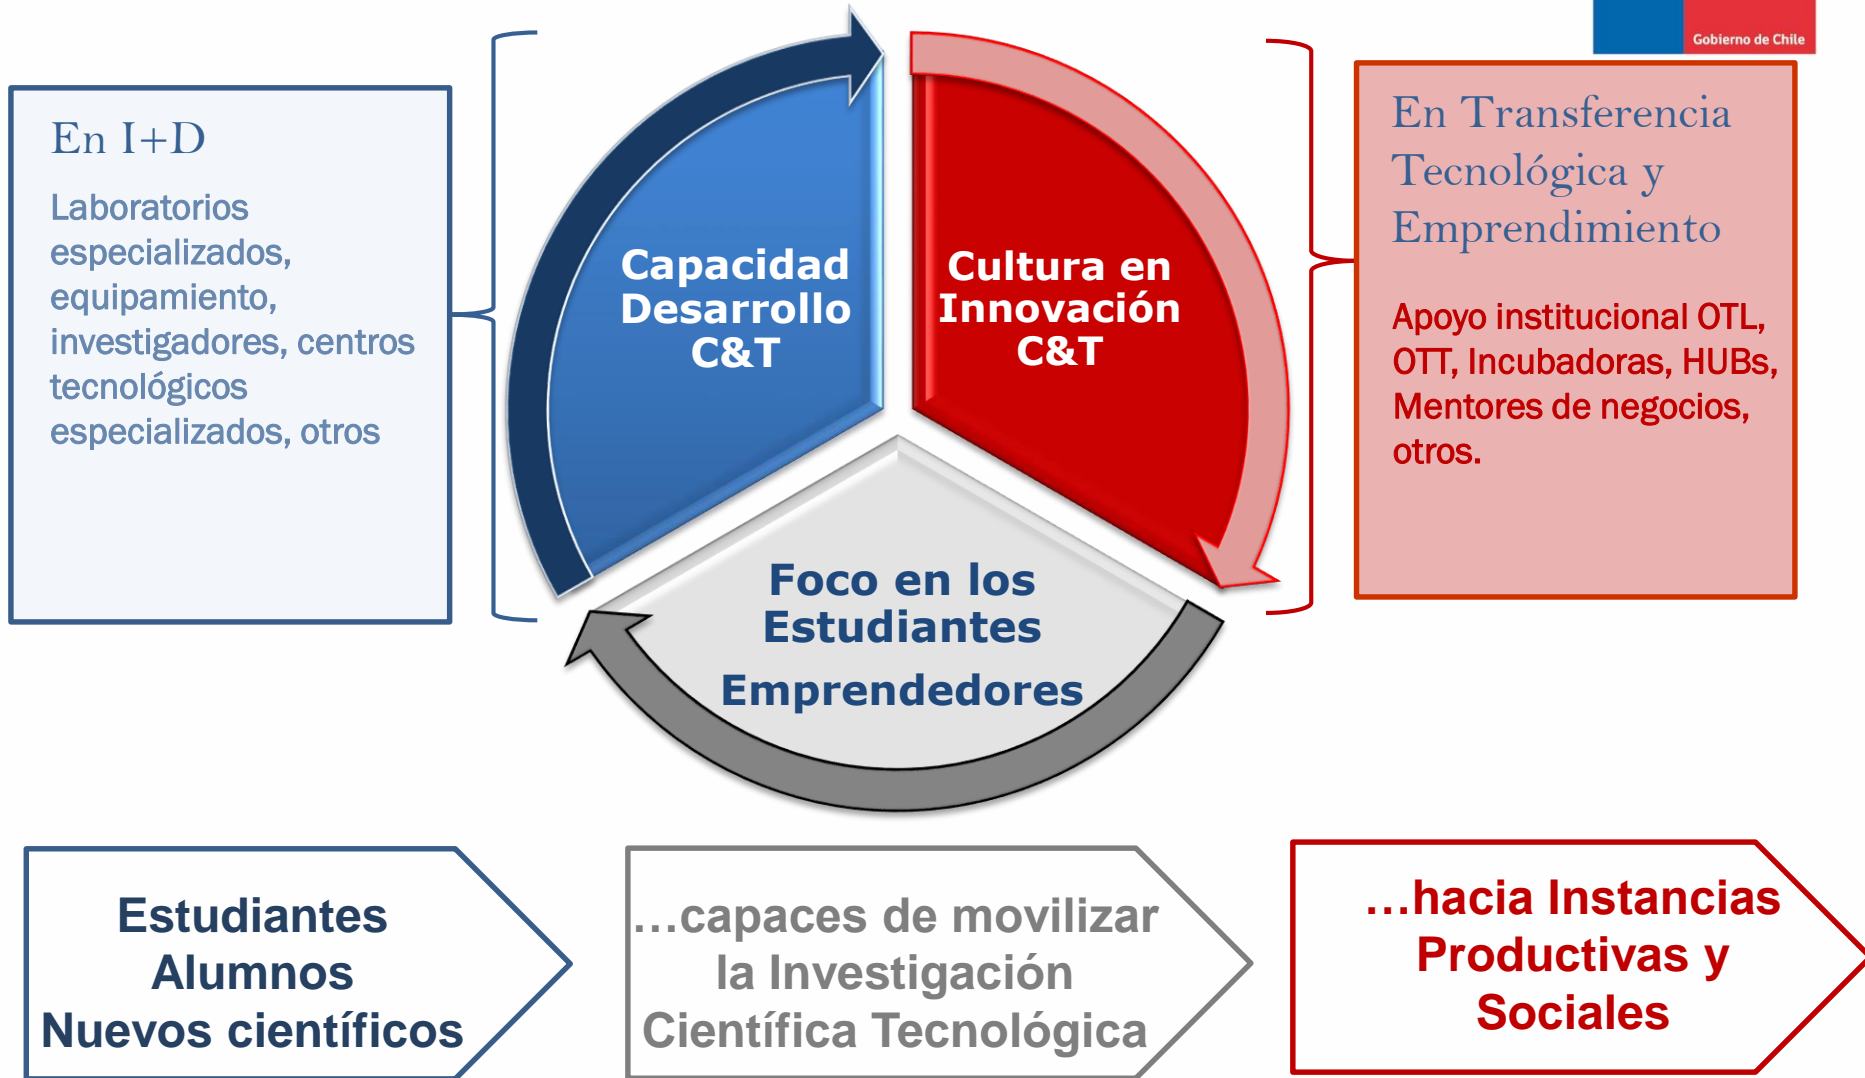 Gobierno de Chile
En I+D
Laboratorios
especializados,
equipamiento,
investigadores, centros
tecnológicos
especializados, otros
Capacidad
Desarrollo
C&T
Cultura en
Innovación
C&T
Foco en los
Estudiantes
Emprendedores
En Transferencia
Tecnológica y
Emprendimiento
Apoyo institucional OTL,
OTT, Incubadoras, HUBs,
Mentores de negocios,
otros.
Estudiantes
Alumnos
Nuevos científicos
...capaces de movilizar
la Investigación
Científica Tecnológica
...hacia Instancias
Productivas y
Sociales